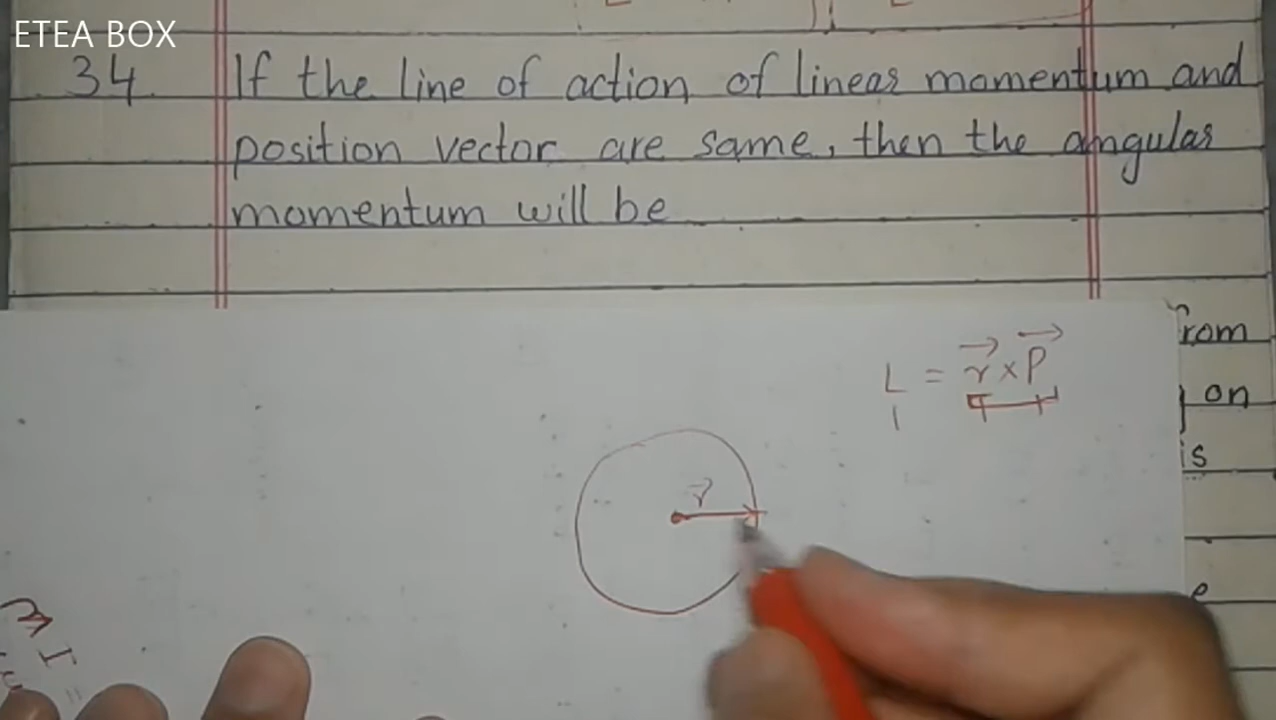 ETEA BOX
34 If the line of action of linear momentum and
position vector are same, then the angular
momentum will be
from
on
is
L = r × P
r